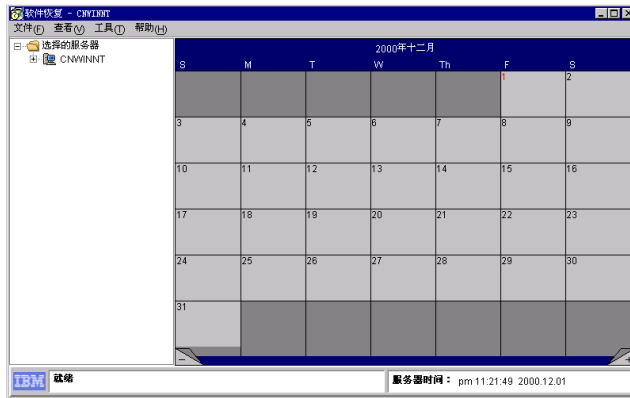 软件恢复 - CNWINNT
文件(F) 查看(V) 工具(T) 帮助(H)
选择的服务器
CNWINNT
2000年十二月
S M T W Th F S
1 2
3 4 5 6 7 8 9
10 11 12 13 14 15 16
17 18 19 20 21 22 23
24 25 26 27 28 29 30
31
IBM 就绪 服务器时间： pm 11:21:49 2000.12.01